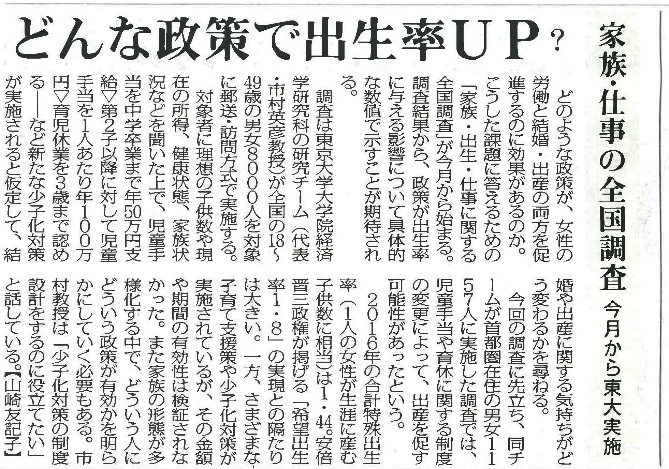 どんな政策で出生率ＵＰ？
家族・仕事の全国調査
今月から東大実施
　どのような政策が、女性の
労働と結婚・出産の両方を促
進するのに効果があるのか。
こうした課題に答えるための
「家族・出生・仕事に関する
全国調査」が今月から始まる。
調査結果から、政策が出生率
に与える影響について具体的
な数値で示すことが期待され
る。
　調査は東京大学大学院経済
学研究科の研究チーム（代表
・市村英彦教授）が全国の18〜
49歳の男女８０００人を対象
に郵送・訪問方式で実施する。
　対象者に理想の子供数や現
在の所得、健康状態、家族状
況などを聞いた上で、児童手
当を中学卒業まで年50万円支
給▽第２子以降に対して児童
手当を１人あたり年１００万
円▽育児休業を３歳まで認め
る――など新たな少子化対策
が実施されると仮定して、結
婚や出産に関する気持ちがど
う変わるかを尋ねる。
　今回の調査に先立ち、同チ
ームが首都圏在住の男女１１
５７人に実施した調査では、
児童手当や育休に関する制度
の変更によって、出産を促す
可能性があったという。
　２０１６年の合計特殊出生
率（１人の女性が生涯に産む
子供数に相当）は１・44。安倍
晋三政権が掲げる「希望出生
率１・８」の実現との隔たり
は大きい。一方、さまざまな
子育て支援策や少子化対策が
実施されているが、その金額
や期間の有効性は検証されな
かった。また家族の形態が多
様化する中で、どういう人に
どういう政策が有効かを明ら
かにしていく必要もある。市
村教授は「少子化対策の制度
設計をするのに役立てたい」
と話している。【山崎友記子】